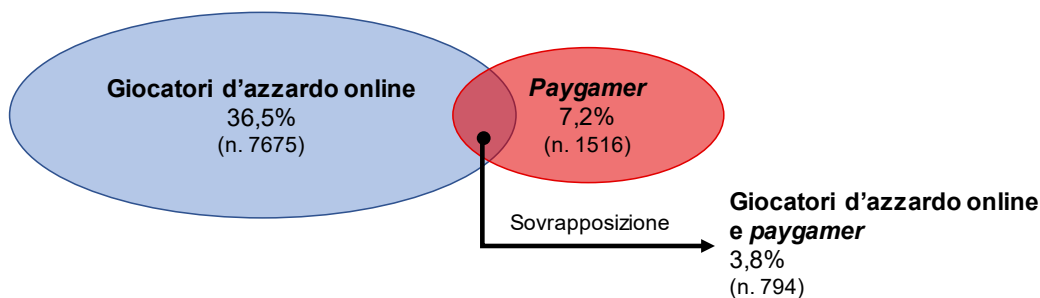 Giocatori d'azzardo online
36,5%
(n. 7675)
Paygamer
7,2%
(n. 1516)
Sovrapposizione
Giocatori d'azzardo online
e paygamer
3,8%
(n. 794)